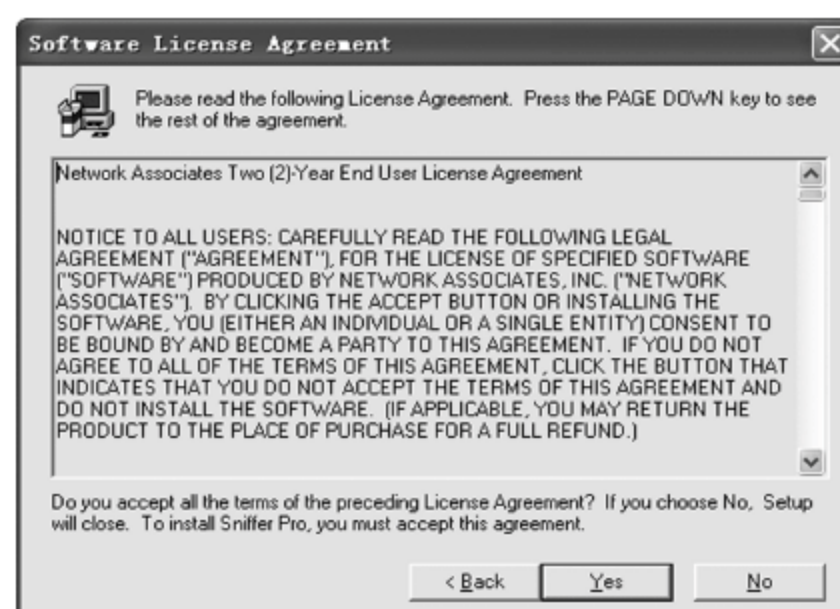 Software License Agreement
Please read the following License Agreement. Press the PAGE DOWN key to see
the rest of the agreement.
Network Associates Two (2)-Year End User License Agreement
NOTICE TO ALL USERS: CAREFULLY READ THE FOLLOWING LEGAL
AGREEMENT ("AGREEMENT"), FOR THE LICENSE OF SPECIFIED SOFTWARE
("SOFTWARE") PRODUCED BY NETWORK ASSOCIATES, INC. ("NETWORK
ASSOCIATES"). BY CLICKING THE ACCEPT BUTTON OR INSTALLING THE
SOFTWARE, YOU (EITHER AN INDIVIDUAL OR A SINGLE ENTITY) CONSENT TO
BE BOUND BY AND BECOME A PARTY TO THIS AGREEMENT. IF YOU DO NOT
AGREE TO ALL OF THE TERMS OF THIS AGREEMENT, CLICK THE BUTTON THAT
INDICATES THAT YOU DO NOT ACCEPT THE TERMS OF THIS AGREEMENT AND
DO NOT INSTALL THE SOFTWARE. (IF APPLICABLE, YOU MAY RETURN THE
PRODUCT TO THE PLACE OF PURCHASE FOR A FULL REFUND.)
Do you accept all the terms of the preceding License Agreement? If you choose No, Setup
will close. To install Sniffer Pro, you must accept this agreement.
< Back Yes No